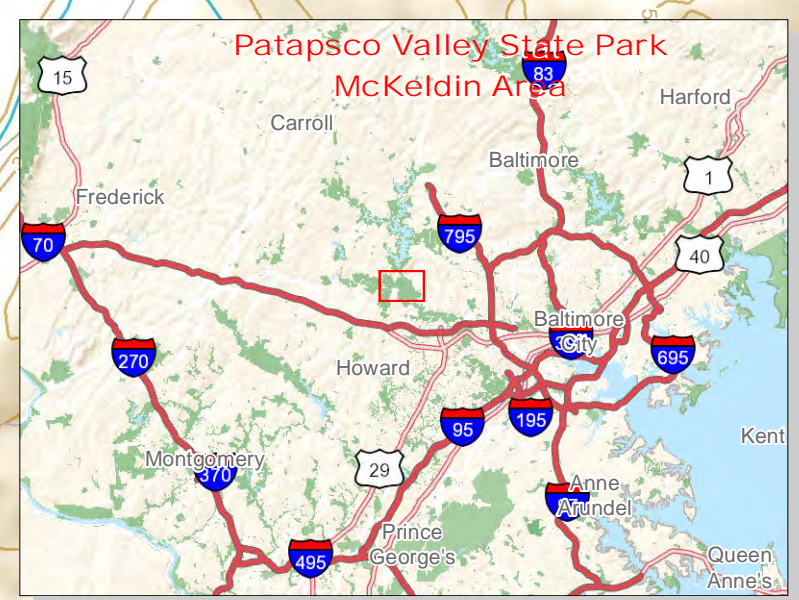 Patapsco Valley State Park
McKeldin Area
15
83
Harford
Carroll
Baltimore
1
Frederick
795
70
40
Baltimore
City
270
695
Howard
195
95
Kent
Montgomery
370
29
Anne
Arundel
Prince
George's
495
Queen
Anne's